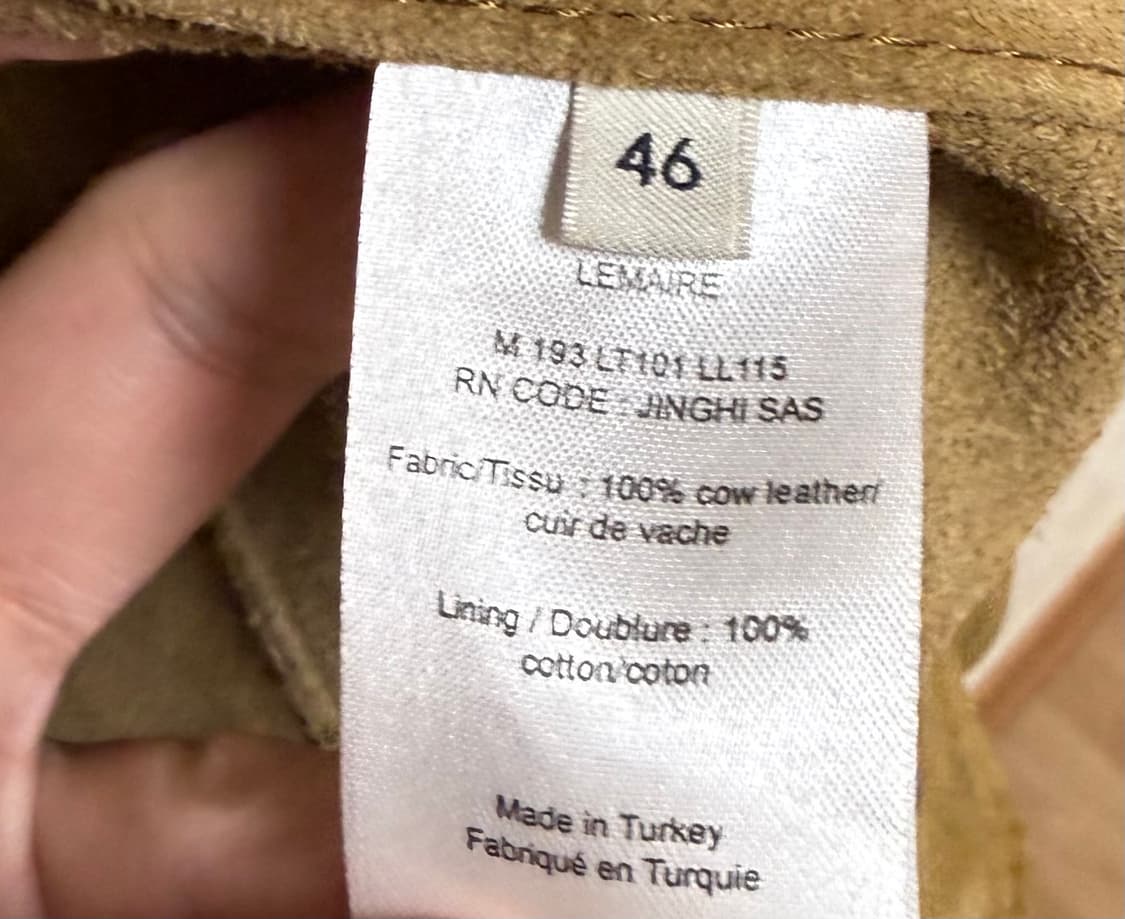 46
LEMAIRE
M 193 LT101 LL115
RN CODE : JINGHI SAS
Fabric/Tissu : 100% cow leather/
cuir de vache
Lining / Doublure : 100%
cotton/coton
Made in Turkey
Fabriqué en Turquie